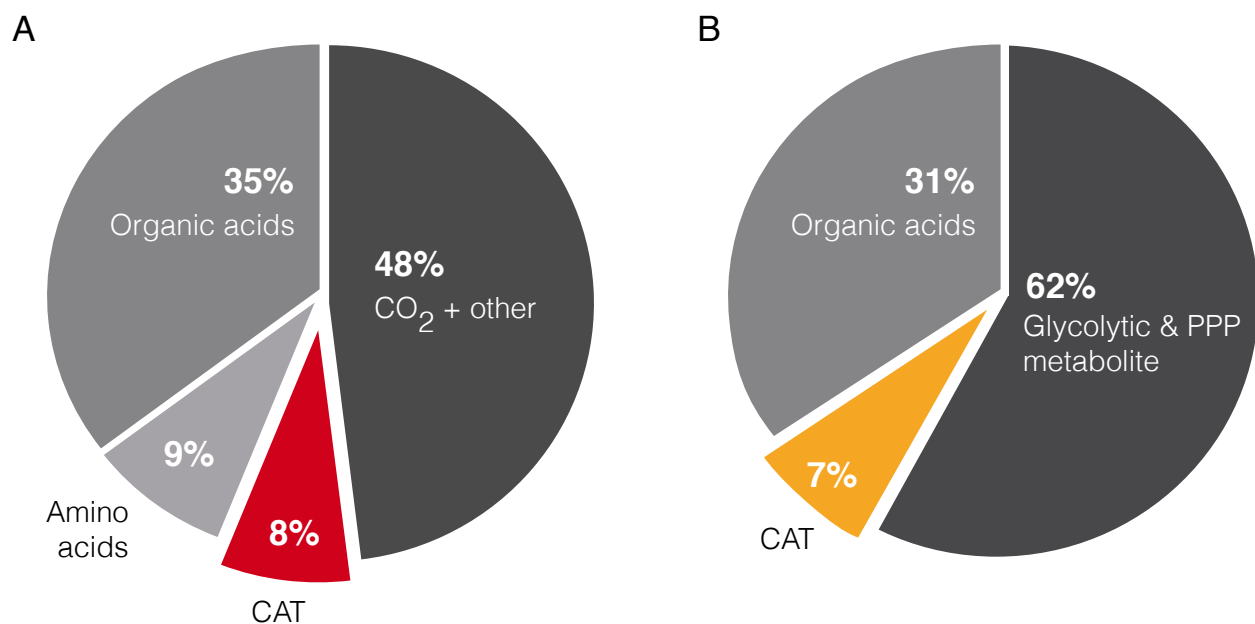 A
35%
Organic acids
48%
CO₂ + other
9%
Amino
acids
8%
CAT
B
31%
Organic acids
62%
Glycolytic & PPP
metabolite
7%
CAT